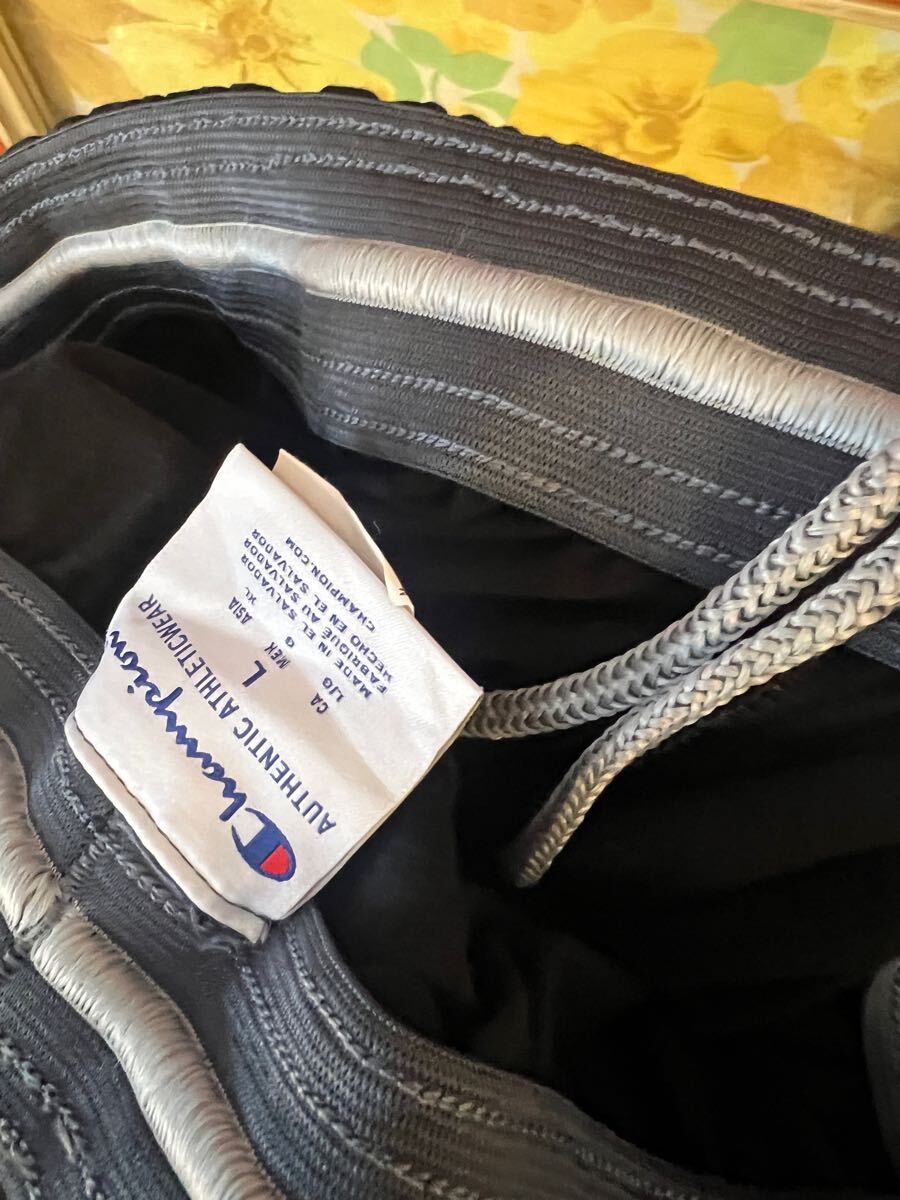 Champion
AUTHENTIC ATHLETICWEAR
L
CA MEX ASIA
L/G G XL
MADE IN EL SALVADOR
FABRIQUÉ AU SALVADOR
HECHO EN EL SALVADOR
CHAMPION.COM